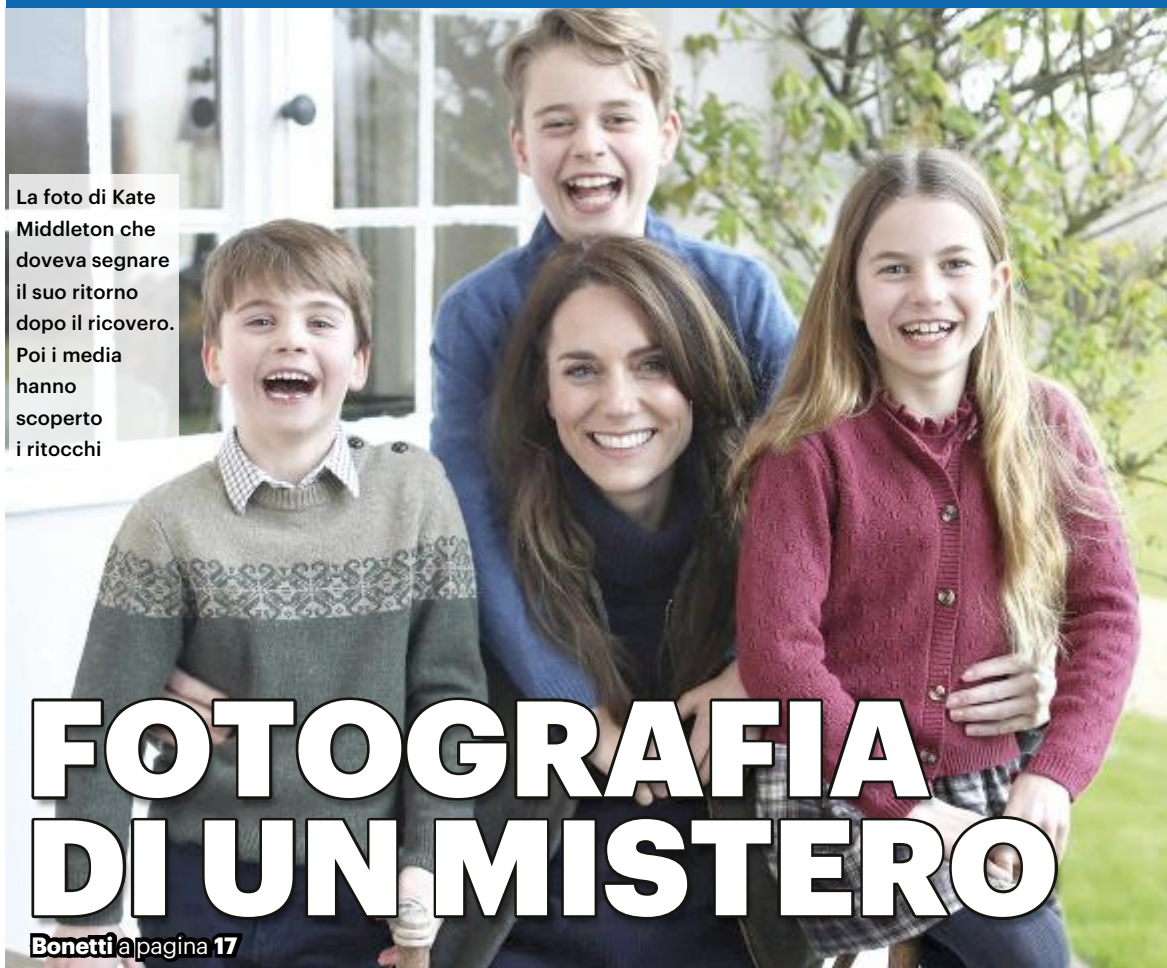 La foto di Kate
Middleton che
doveva segnare
il suo ritorno
dopo il ricovero.
Poi i media
hanno
scoperto
i ritocchi
FOTOGRAFIA
DI UN MISTERO
Bonetti a pagina 17